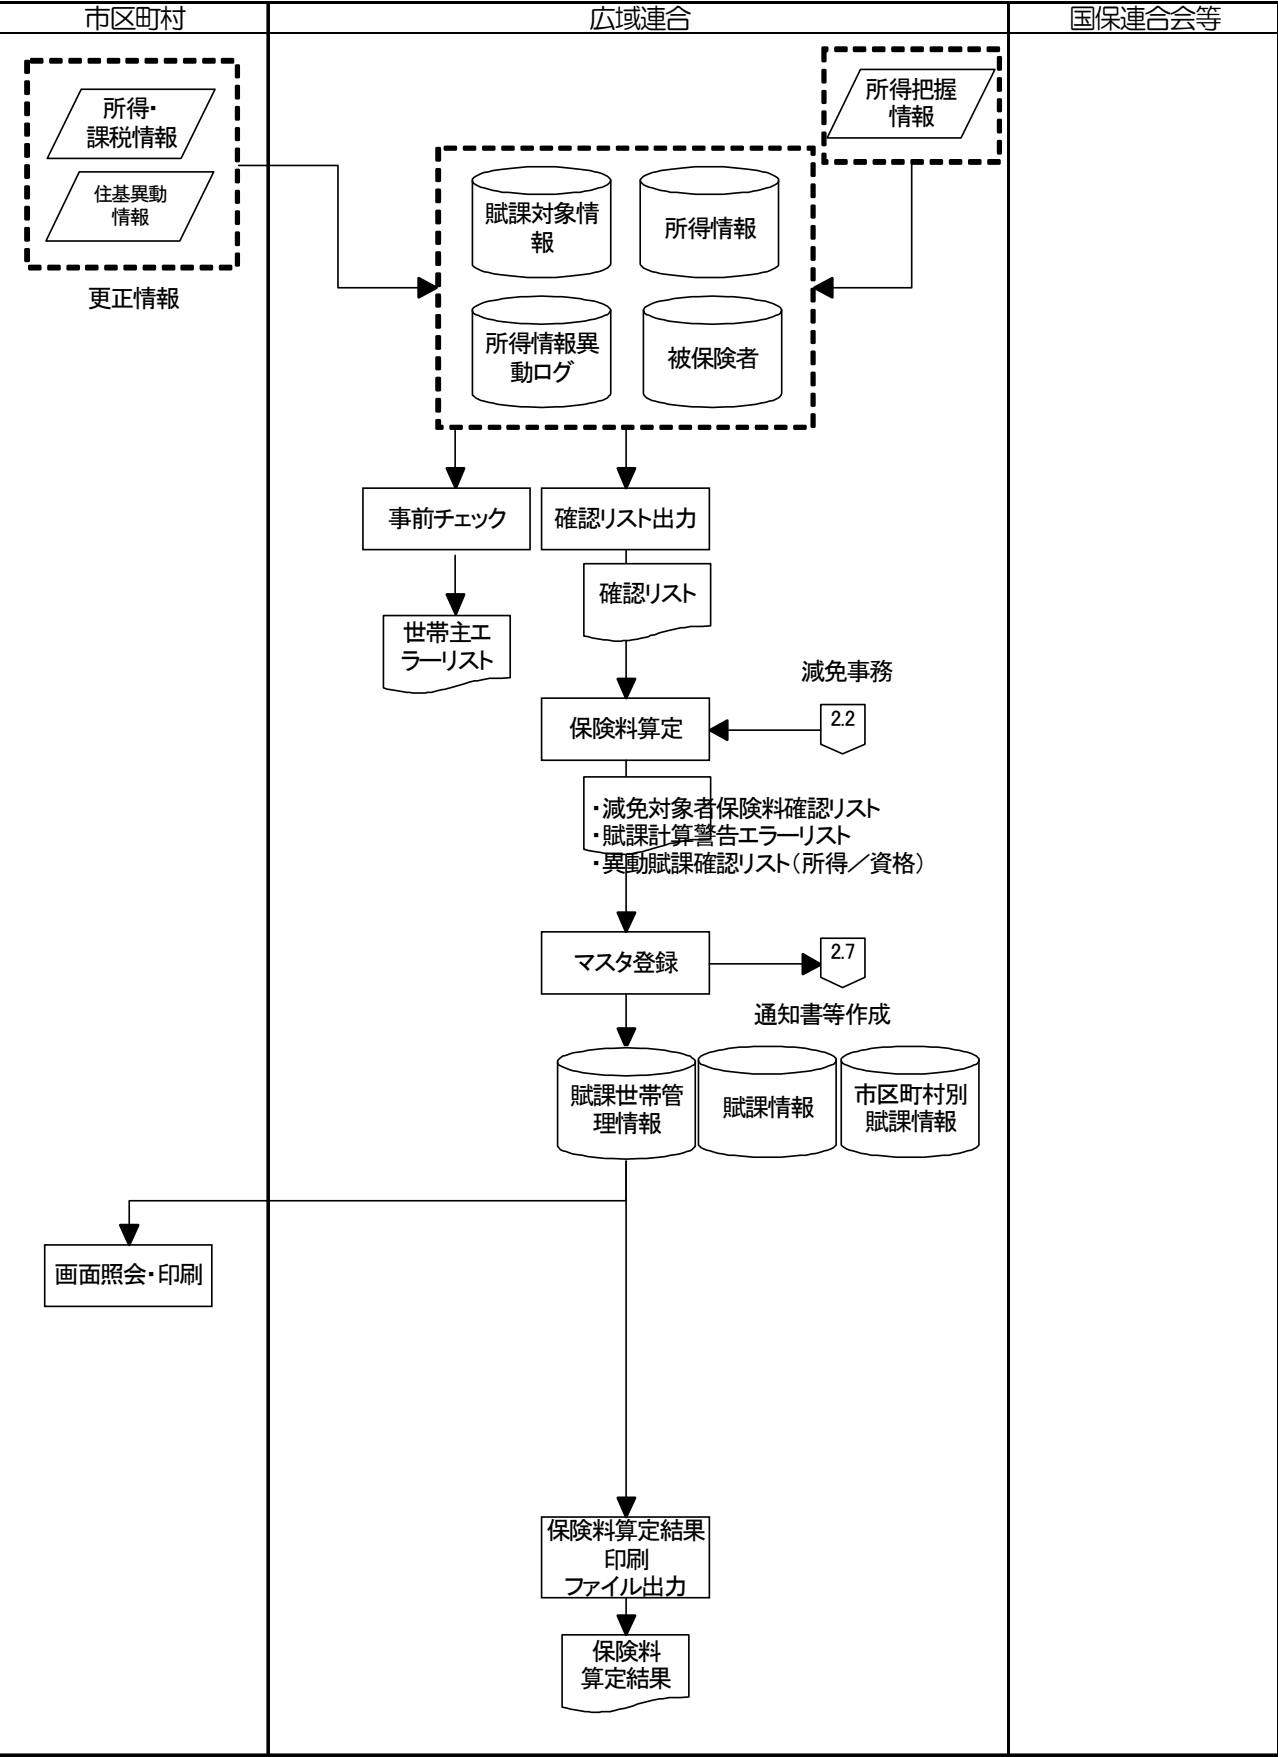 市区町村
広域連合
国保連合会等
所得・
課税情報
住基異動
情報
更正情報
所得把握
情報
賦課対象情
報
所得情報
所得情報異
動ログ
被保険者
事前チェック
確認リスト出力
確認リスト
世帯主エ
ラーリスト
減免事務
保険料算定
2.2
・減免対象者保険料確認リスト
・賦課計算警告エラーリスト
・異動賦課確認リスト（所得／資格）
マスタ登録
2.7
通知書等作成
賦課世帯管
理情報
賦課情報
市区町村別
賦課情報
画面照会・印刷
保険料算定結果
印刷
ファイル出力
保険料
算定結果